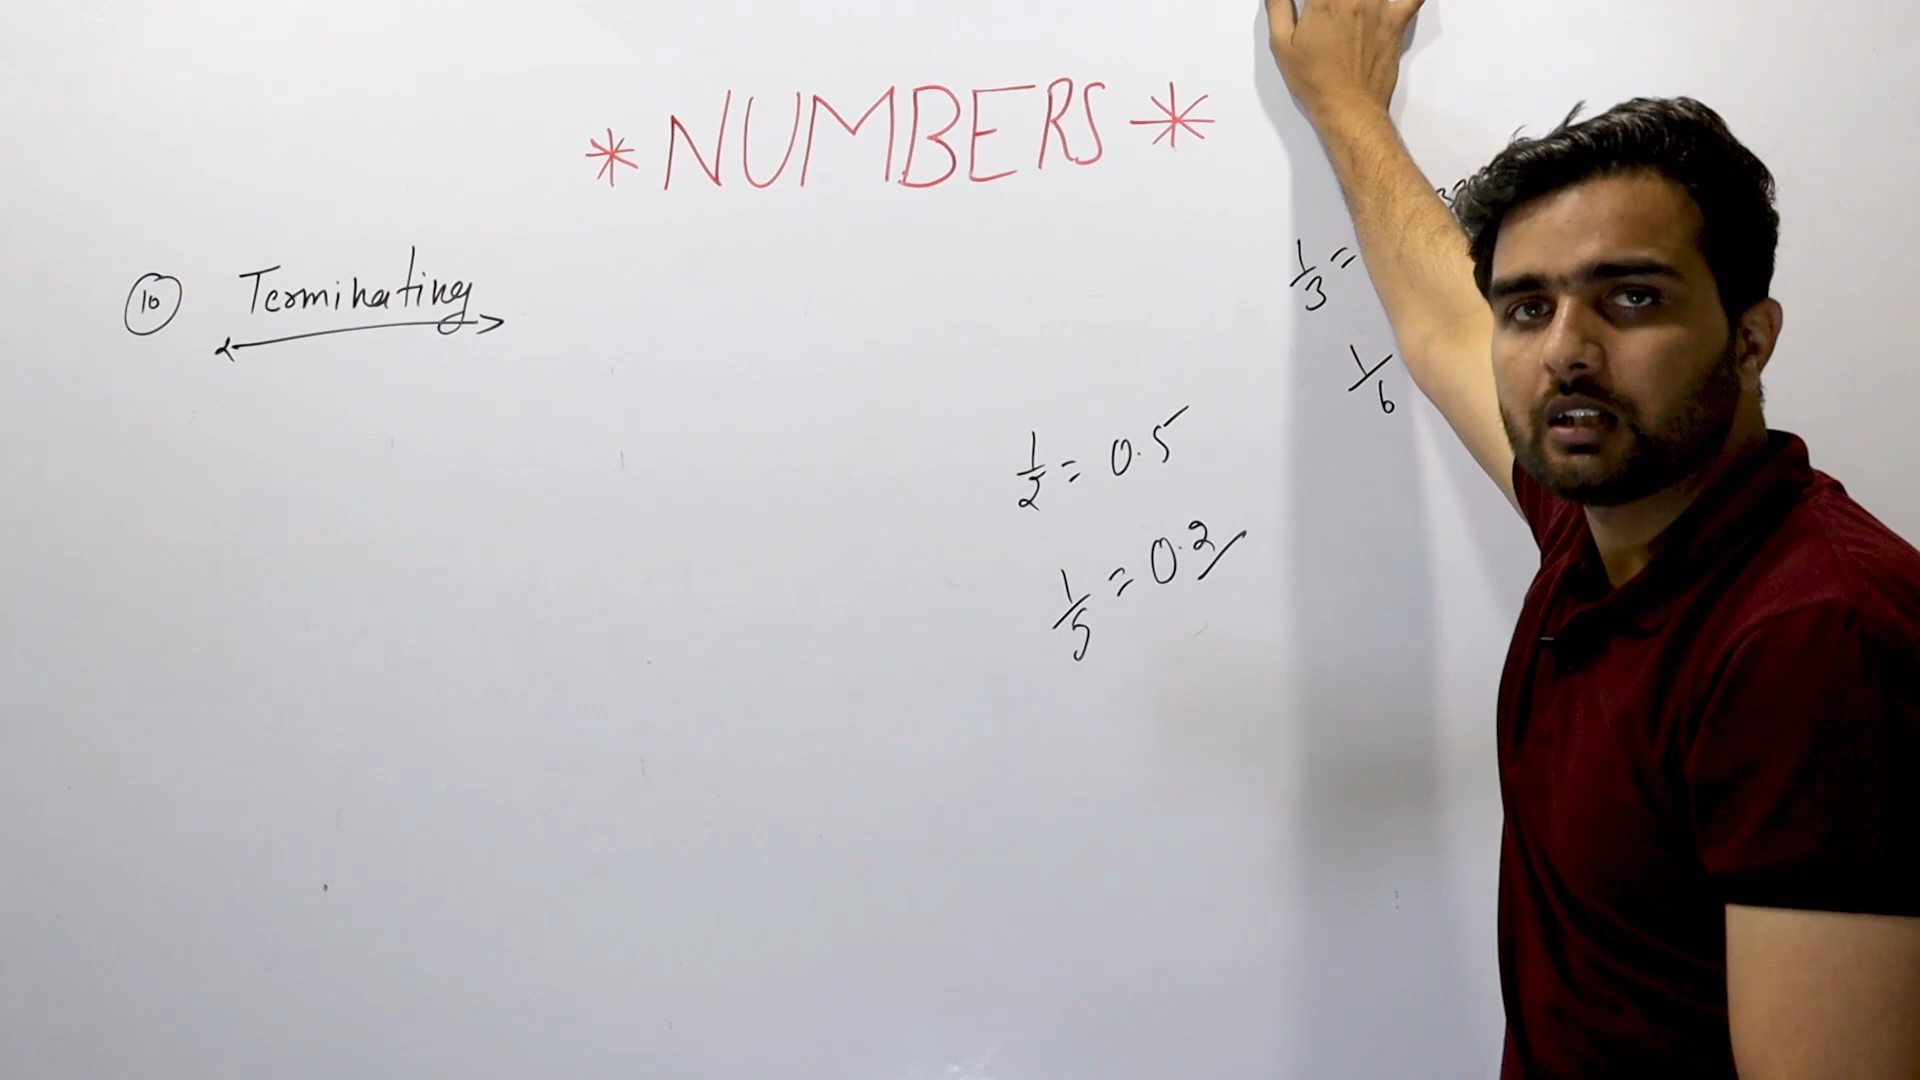 * NUMBERS *
10 Terminating
1/3 =
1/6
1/2 = 0.5
1/5 = 0.2